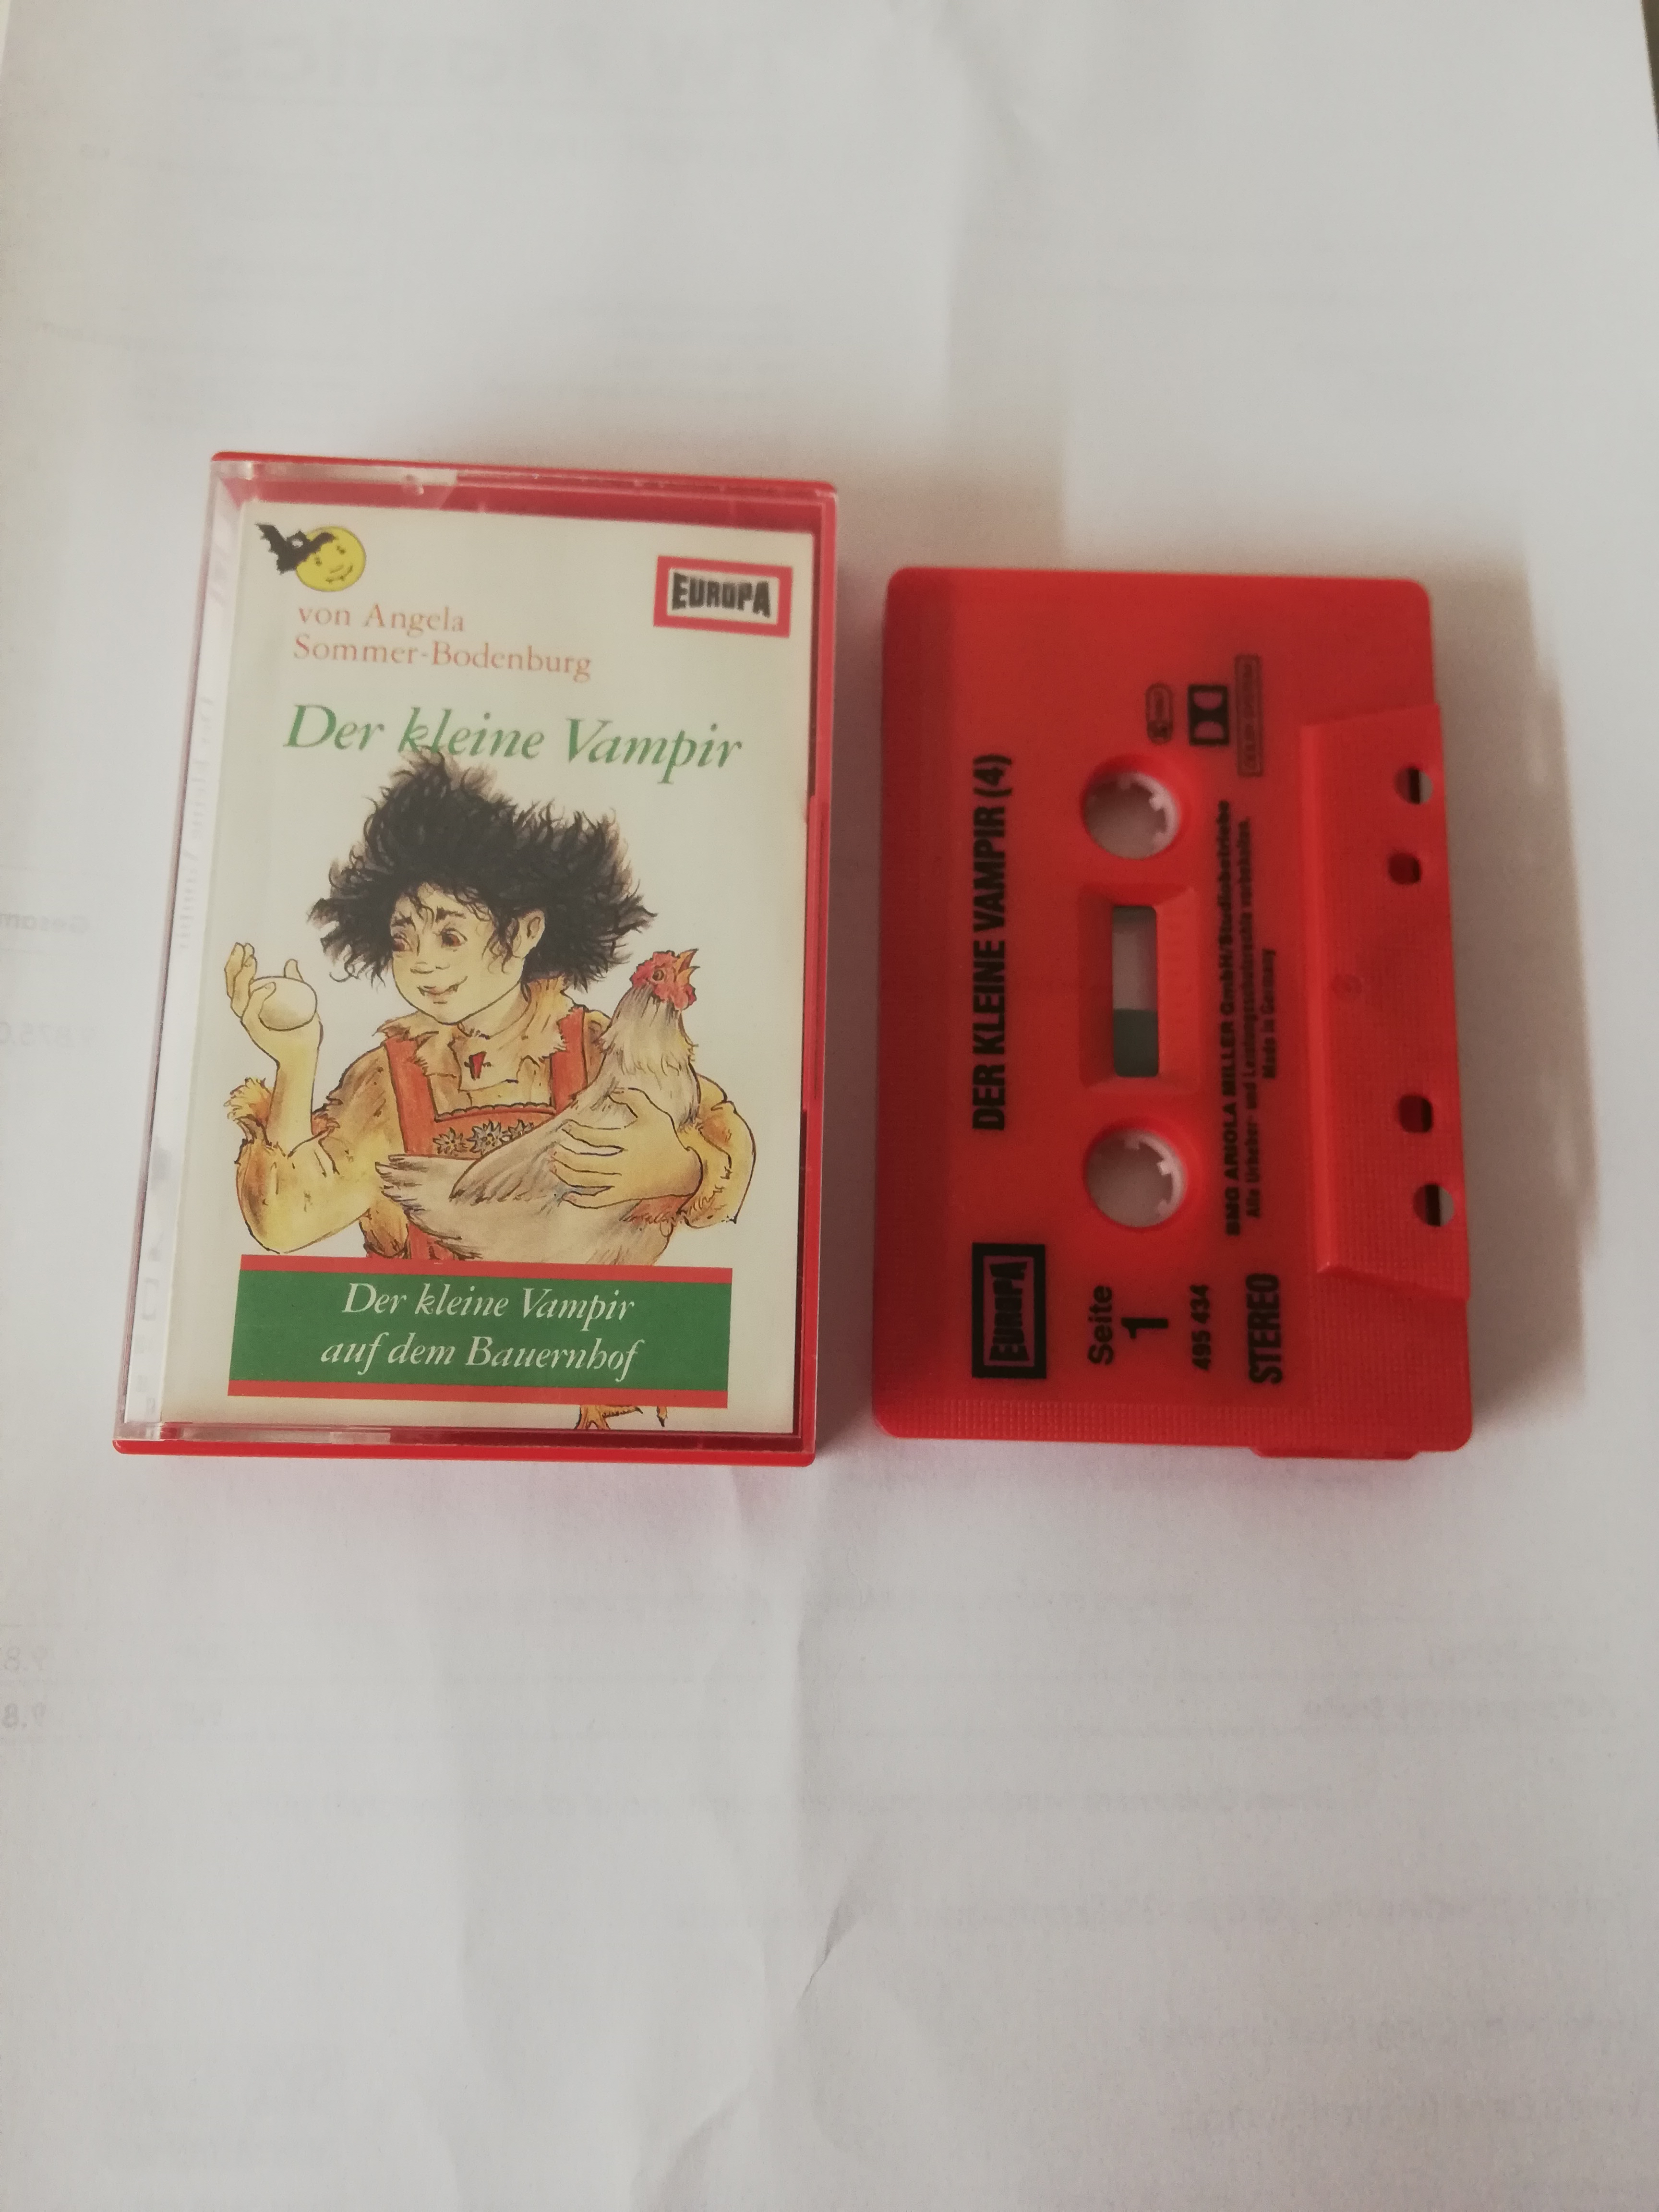 von Angela
Sommer-Bodenburg
EUROPA
Der kleine Vampir
Der kleine Vampir
auf dem Bauernhof
DER KLEINE VAMPIR (4)
EUROPA
Seite
1
495 434
STEREO
BMG ARIOLA MILLER GmbH/Studiobetriebe
Alle Urheber- und Leistungsschutzrechte vorbehalten.
Made in Germany